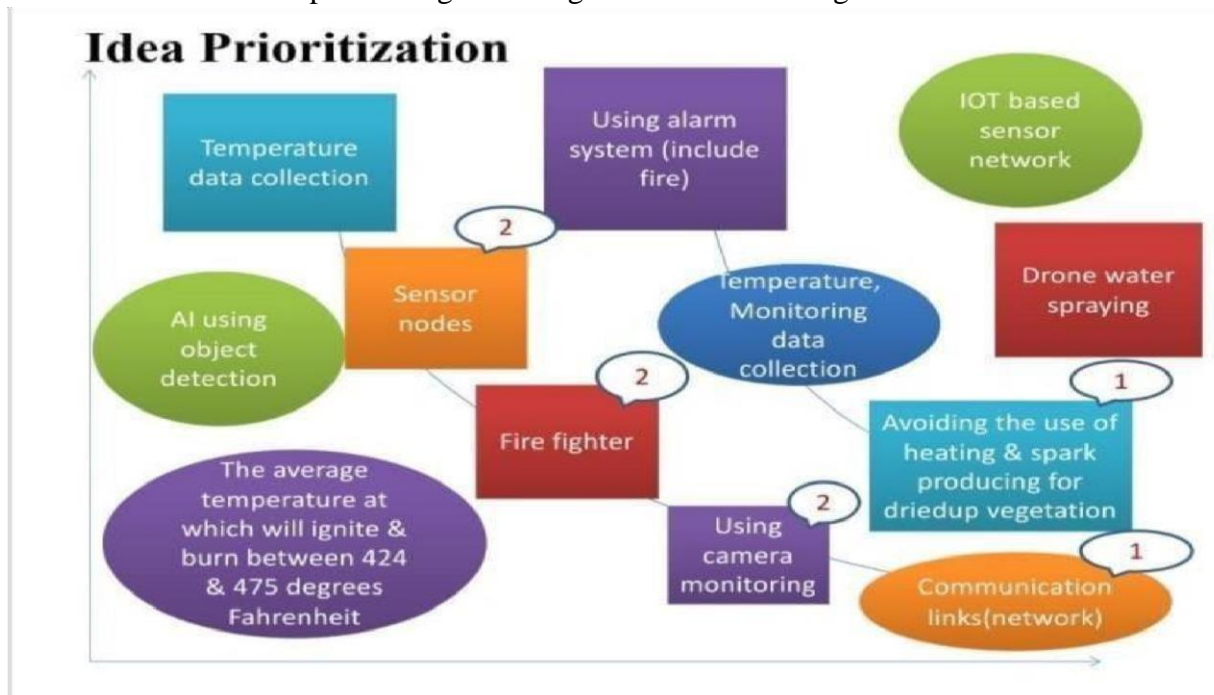 Idea Prioritization
Temperature
data collection
Using alarm
system (include
fire)
IOT based
sensor
network
2
Sensor
nodes
Drone water
spraying
Temperature,
Monitoring
data
collection
AI using
object
detection
2
Fire fighter
1
Avoiding the use of
heating & spark
producing for
driedup vegetation
The average
temperature at
which will ignite &
burn between 424
& 475 degrees
Fahrenheit
2
Using
camera
monitoring
1
Communication
links(network)